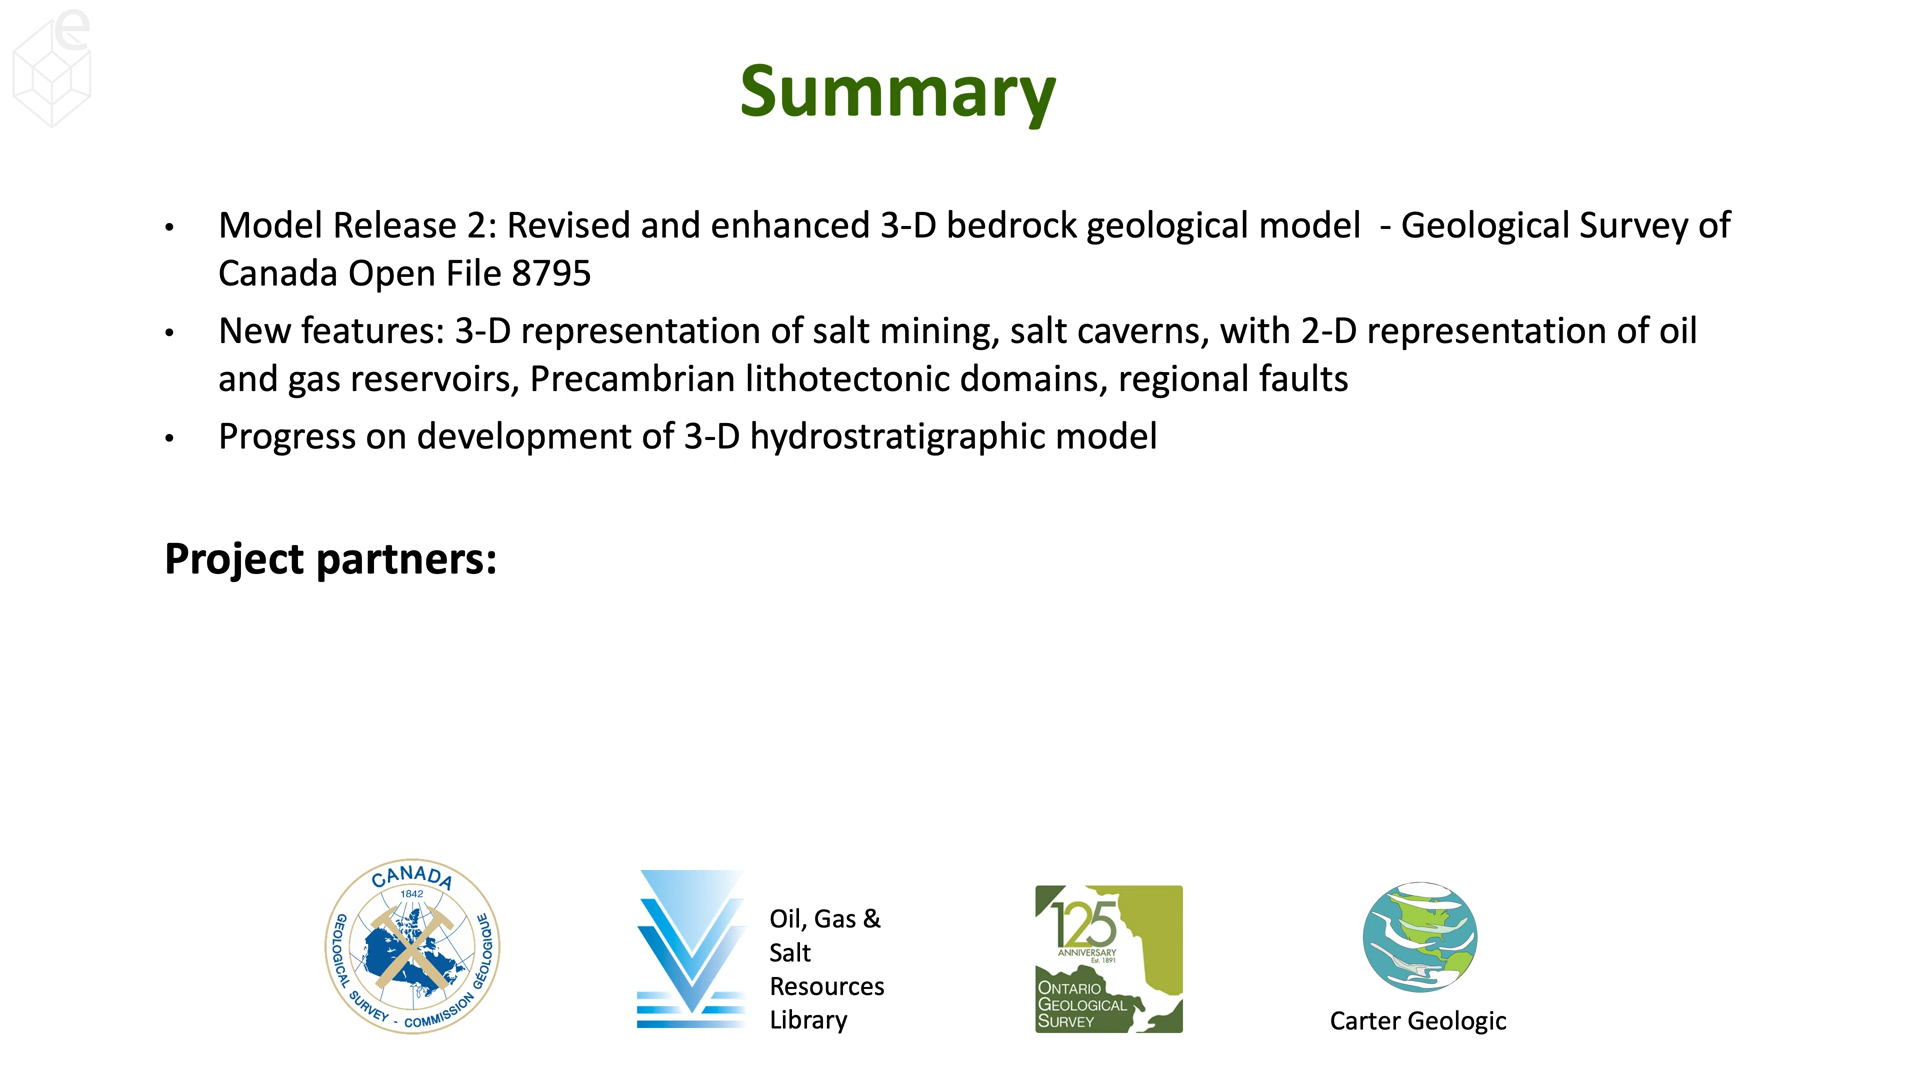 e
Summary
• Model Release 2: Revised and enhanced 3-D bedrock geological model - Geological Survey of
Canada Open File 8795
• New features: 3-D representation of salt mining, salt caverns, with 2-D representation of oil
and gas reservoirs, Precambrian lithotectonic domains, regional faults
• Progress on development of 3-D hydrostratigraphic model
Project partners:
CANADA
1842
GEOLOGICAL SURVEY - COMMISSION GÉOLOGIQUE
Oil, Gas &
Salt
Resources
Library
125
ANNIVERSARY
Est. 1891
ONTARIO
GEOLOGICAL
SURVEY
Carter Geologic